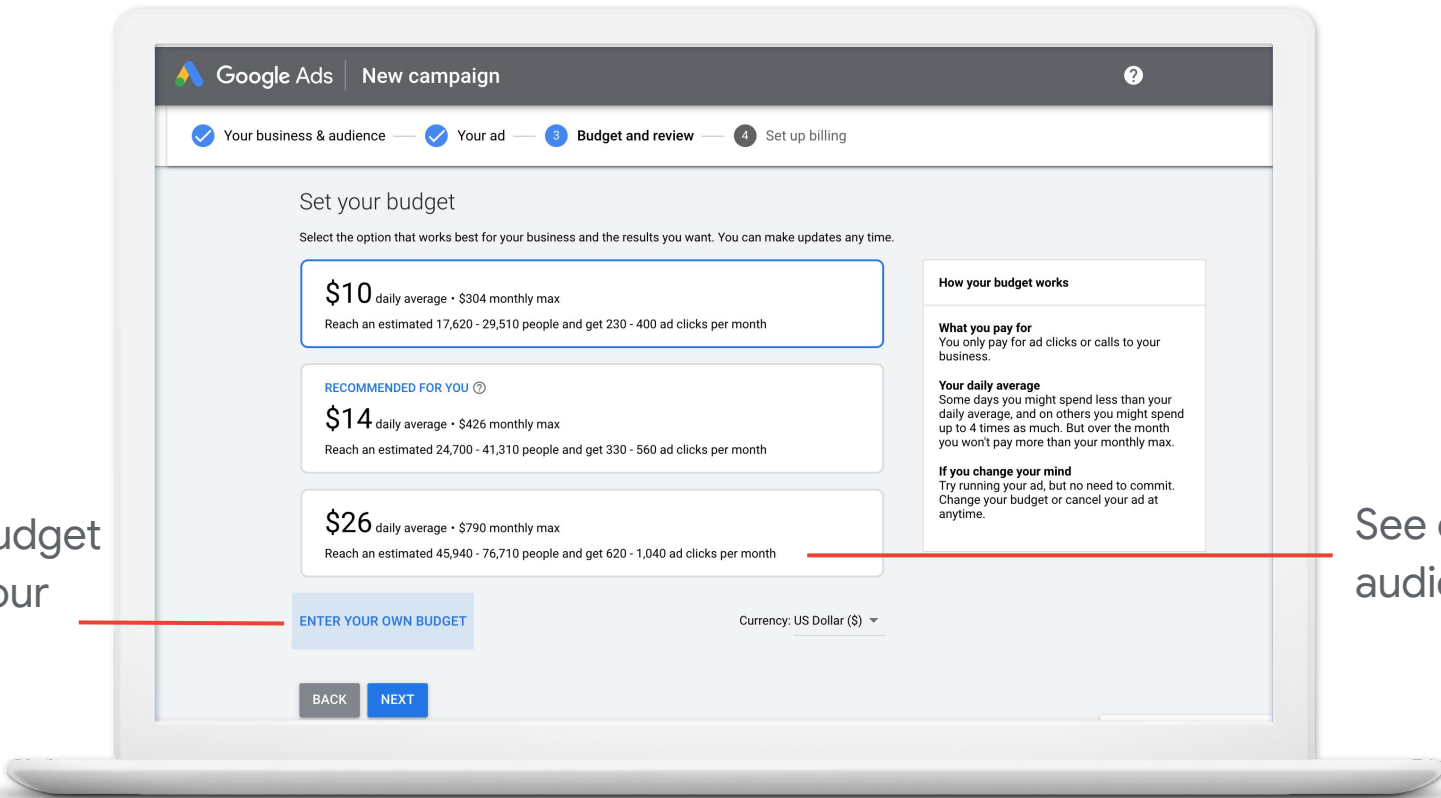 Google Ads New campaign ?
Your business & audience Your ad 3 Budget and review 4 Set up billing
Set your budget
Select the option that works best for your business and the results you want. You can make updates any time.
$10 daily average • $304 monthly max
Reach an estimated 17,620 - 29,510 people and get 230 - 400 ad clicks per month
RECOMMENDED FOR YOU ?
$14 daily average • $426 monthly max
Reach an estimated 24,700 - 41,310 people and get 330 - 560 ad clicks per month
$26 daily average • $790 monthly max
Reach an estimated 45,940 - 76,710 people and get 620 - 1,040 ad clicks per month
ENTER YOUR OWN BUDGET
Currency: US Dollar ($)
BACK NEXT
How your budget works
What you pay for
You only pay for ad clicks or calls to your
business.
Your daily average
Some days you might spend less than your
daily average, and on others you might spend
up to 4 times as much. But over the month
you won't pay more than your monthly max.
If you change your mind
Try running your ad, but no need to commit.
Change your budget or cancel your ad at
anytime.
See